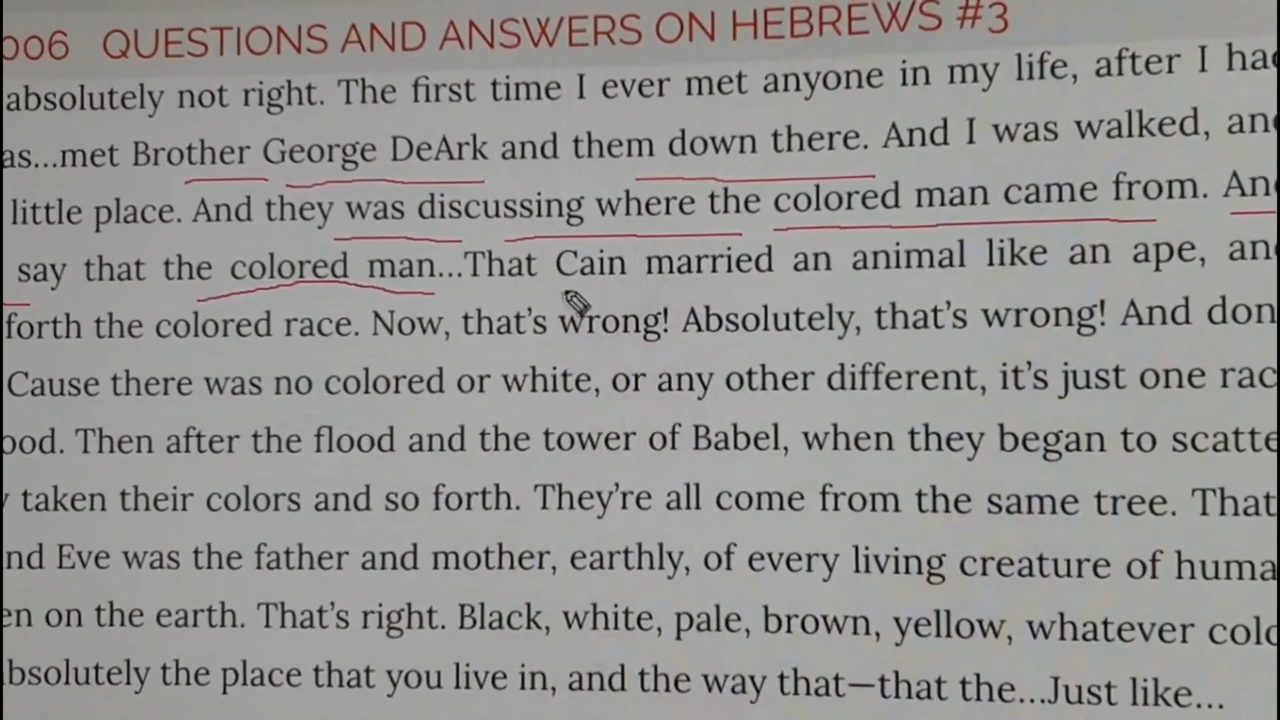 006 QUESTIONS AND ANSWERS ON HEBREWS #3
absolutely not right. The first time I ever met anyone in my life, after I had
as...met Brother George DeArk and them down there. And I was walked, and
little place. And they was discussing where the colored man came from. And
say that the colored man...That Cain married an animal like an ape, and
forth the colored race. Now, that's wrong! Absolutely, that's wrong! And don
Cause there was no colored or white, or any other different, it's just one rac
ood. Then after the flood and the tower of Babel, when they began to scatte
taken their colors and so forth. They're all come from the same tree. That
nd Eve was the father and mother, earthly, of every living creature of huma
en on the earth. That's right. Black, white, pale, brown, yellow, whatever colo
bsolutely the place that you live in, and the way that—that the...Just like...